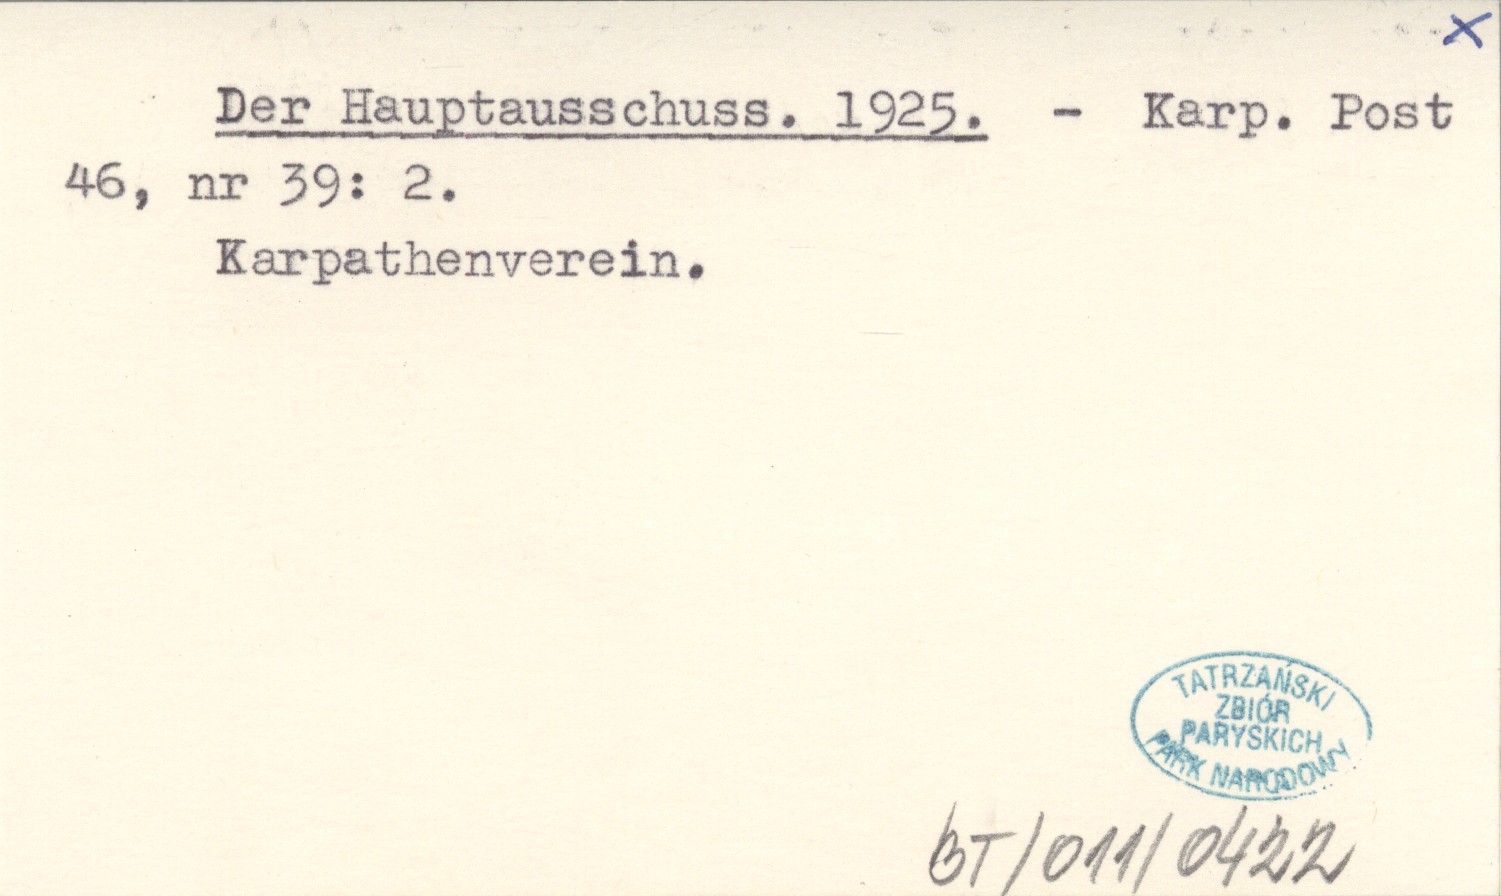 x
Der Hauptausschuss. 1925. - Karp. Post
46, nr 39: 2.
Karpathenverein.
TATRZAŃSKI
ZBIÓR
PARYSKICH
PARK NARODOWY
BT/011/0422